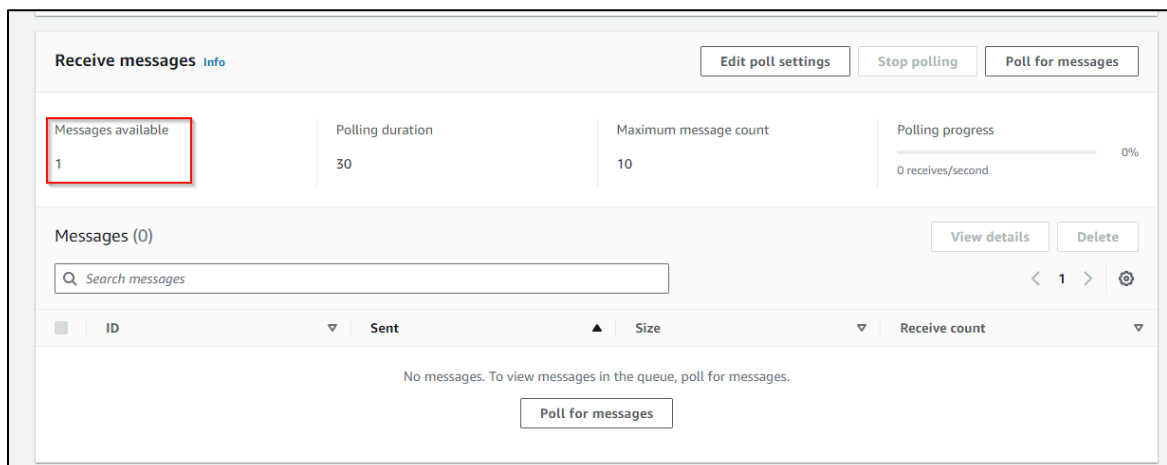 Receive messages Info
Edit poll settings
Stop polling
Poll for messages
Messages available
1
Polling duration
30
Maximum message count
10
Polling progress
0%
0 receives/second
Messages (0)
View details
Delete
Search messages
1
ID
Sent
Size
Receive count
No messages. To view messages in the queue, poll for messages.
Poll for messages